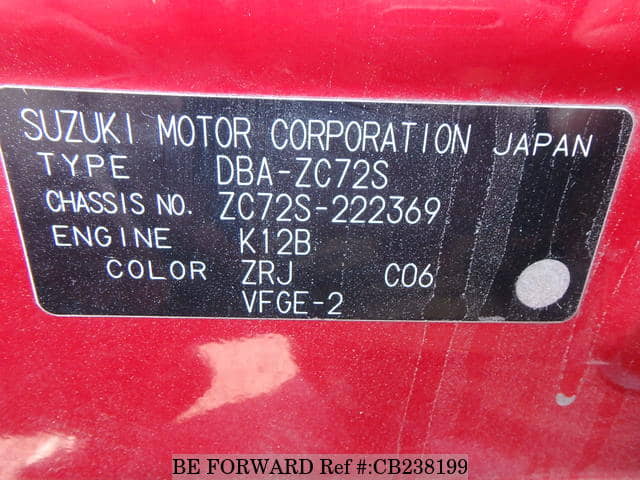 SUZUKI MOTOR CORPORATION JAPAN
TYPE DBA-ZC72S
CHASSIS NO. ZC72S-222369
ENGINE K12B
COLOR ZRJ C06
VFGE-2
BE FORWARD Ref #:CB238199